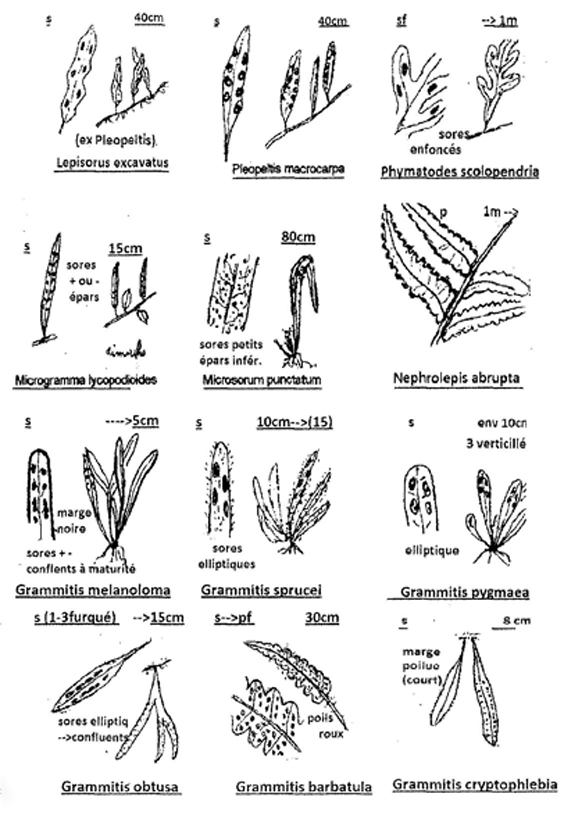 s 40cm
(ex Pleopeltis).
Lepisorus excavatus
s 40cm
Pleopeltis macrocarpa
sf --> 1m
sores
enfoncés
Phymatodes scolopendria
s 15cm
sores
+ ou -
épars
dimorphe
Microgramma lycopodioides
s 80cm
sores petits
épars infér.
Microsorum punctatum
p 1m -->
Nephrolepis abrupta
s ---->5cm
marge
noire
sores + -
conflents à maturité
Grammitis melanoloma
s 10cm-->(15)
sores
elliptiques
Grammitis sprucei
s env 10cm
3 verticillé
elliptique
Grammitis pygmaea
s (1-3furqué) -->15cm
sores elliptiq
-->confluents
Grammitis obtusa
s-->pf 30cm
poils
roux
Grammitis barbatula
s 8 cm
marge
poilue
(court)
Grammitis cryptophlebia